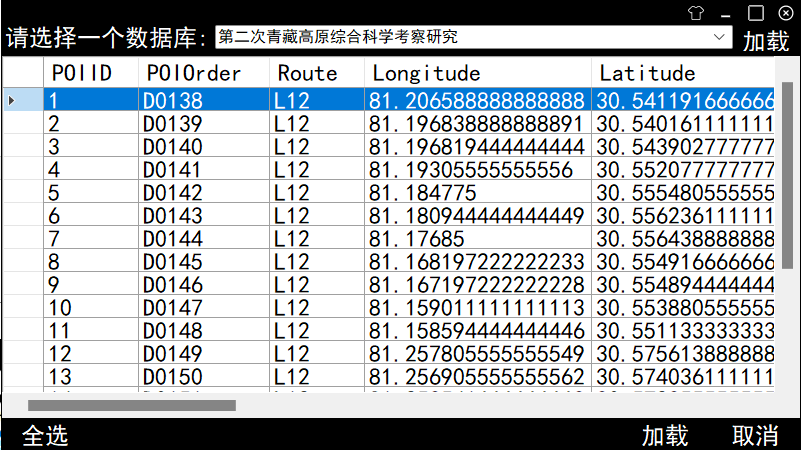 请选择一个数据库: 第二次青藏高原综合科学考察研究 加载
POIID POIOrder Route Longitude Latitude
1 D0138 L12 81.206588888888888 30.541191666666
2 D0139 L12 81.196838888888891 30.540161111111
3 D0140 L12 81.196819444444444 30.543902777777
4 D0141 L12 81.19305555555556 30.552077777777
5 D0142 L12 81.184775 30.555480555555
6 D0143 L12 81.180944444444449 30.556236111111
7 D0144 L12 81.17685 30.556438888888
8 D0145 L12 81.168197222222233 30.554916666666
9 D0146 L12 81.167197222222228 30.554894444444
10 D0147 L12 81.159011111111113 30.553880555555
11 D0148 L12 81.158594444444446 30.551133333333
12 D0149 L12 81.257805555555549 30.575613888888
13 D0150 L12 81.256905555555562 30.574036111111
全选 加载 取消